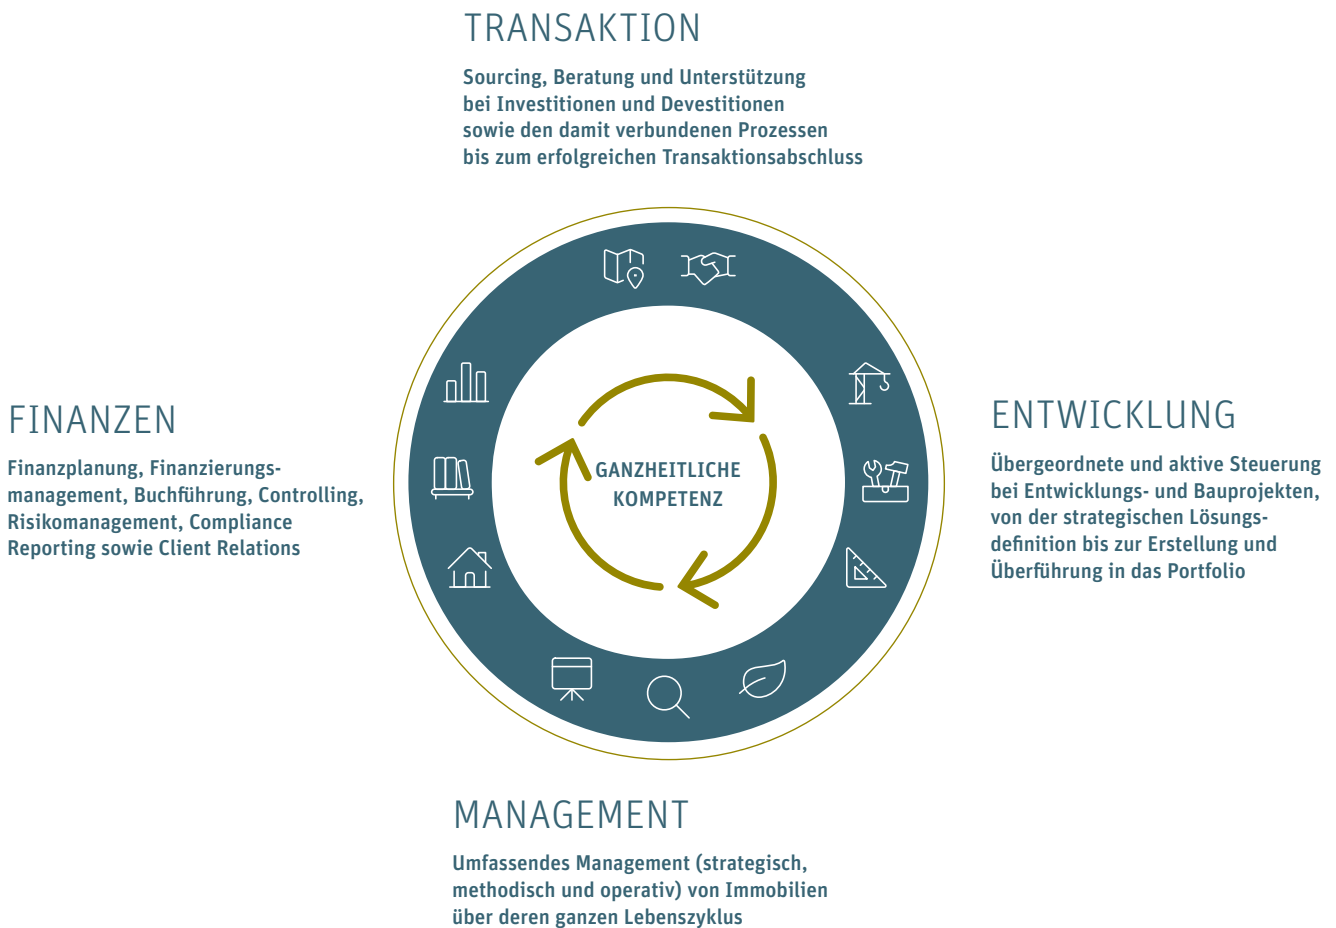 TRANSAKTION
Sourcing, Beratung und Unterstützung
bei Investitionen und Devestitionen
sowie den damit verbundenen Prozessen
bis zum erfolgreichen Transaktionsabschluss
FINANZEN
Finanzplanung, Finanzierungs-
management, Buchführung, Controlling,
Risikomanagement, Compliance
Reporting sowie Client Relations
GANZHEITLICHE
KOMPETENZ
ENTWICKLUNG
Übergeordnete und aktive Steuerung
bei Entwicklungs- und Bauprojekten,
von der strategischen Lösungs-
definition bis zur Erstellung und
Überführung in das Portfolio
MANAGEMENT
Umfassendes Management (strategisch,
methodisch und operativ) von Immobilien
über deren ganzen Lebenszyklus